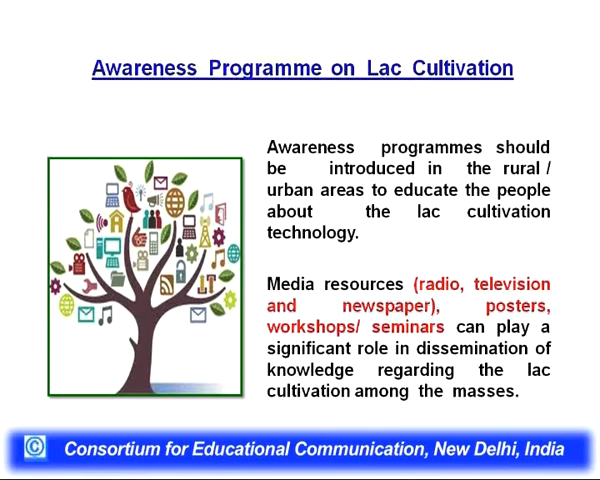 Awareness Programme on Lac Cultivation
Awareness programmes should
be introduced in the rural /
urban areas to educate the people
about the lac cultivation
technology.
Media resources (radio, television
and newspaper), posters,
workshops/ seminars can play a
significant role in dissemination of
knowledge regarding the lac
cultivation among the masses.
© Consortium for Educational Communication, New Delhi, India